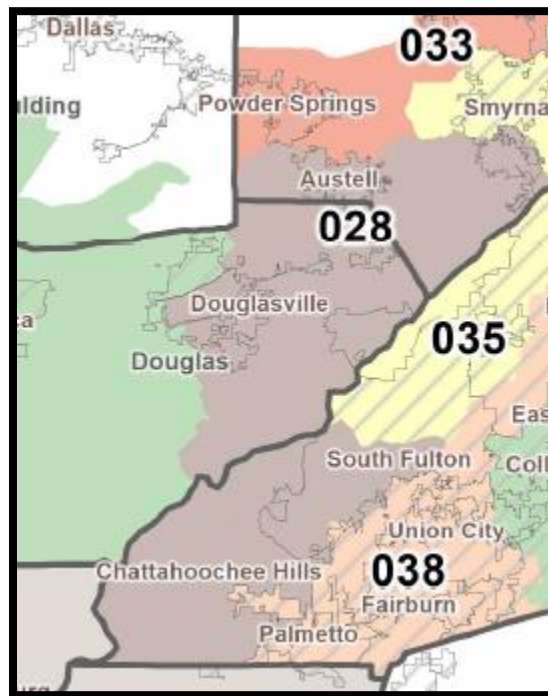 Dallas
033
Powder Springs
Smyrna
Austell
028
Douglasville
035
Douglas
South Fulton
Union City
Chattahoochee Hills
038
Fairburn
Palmetto